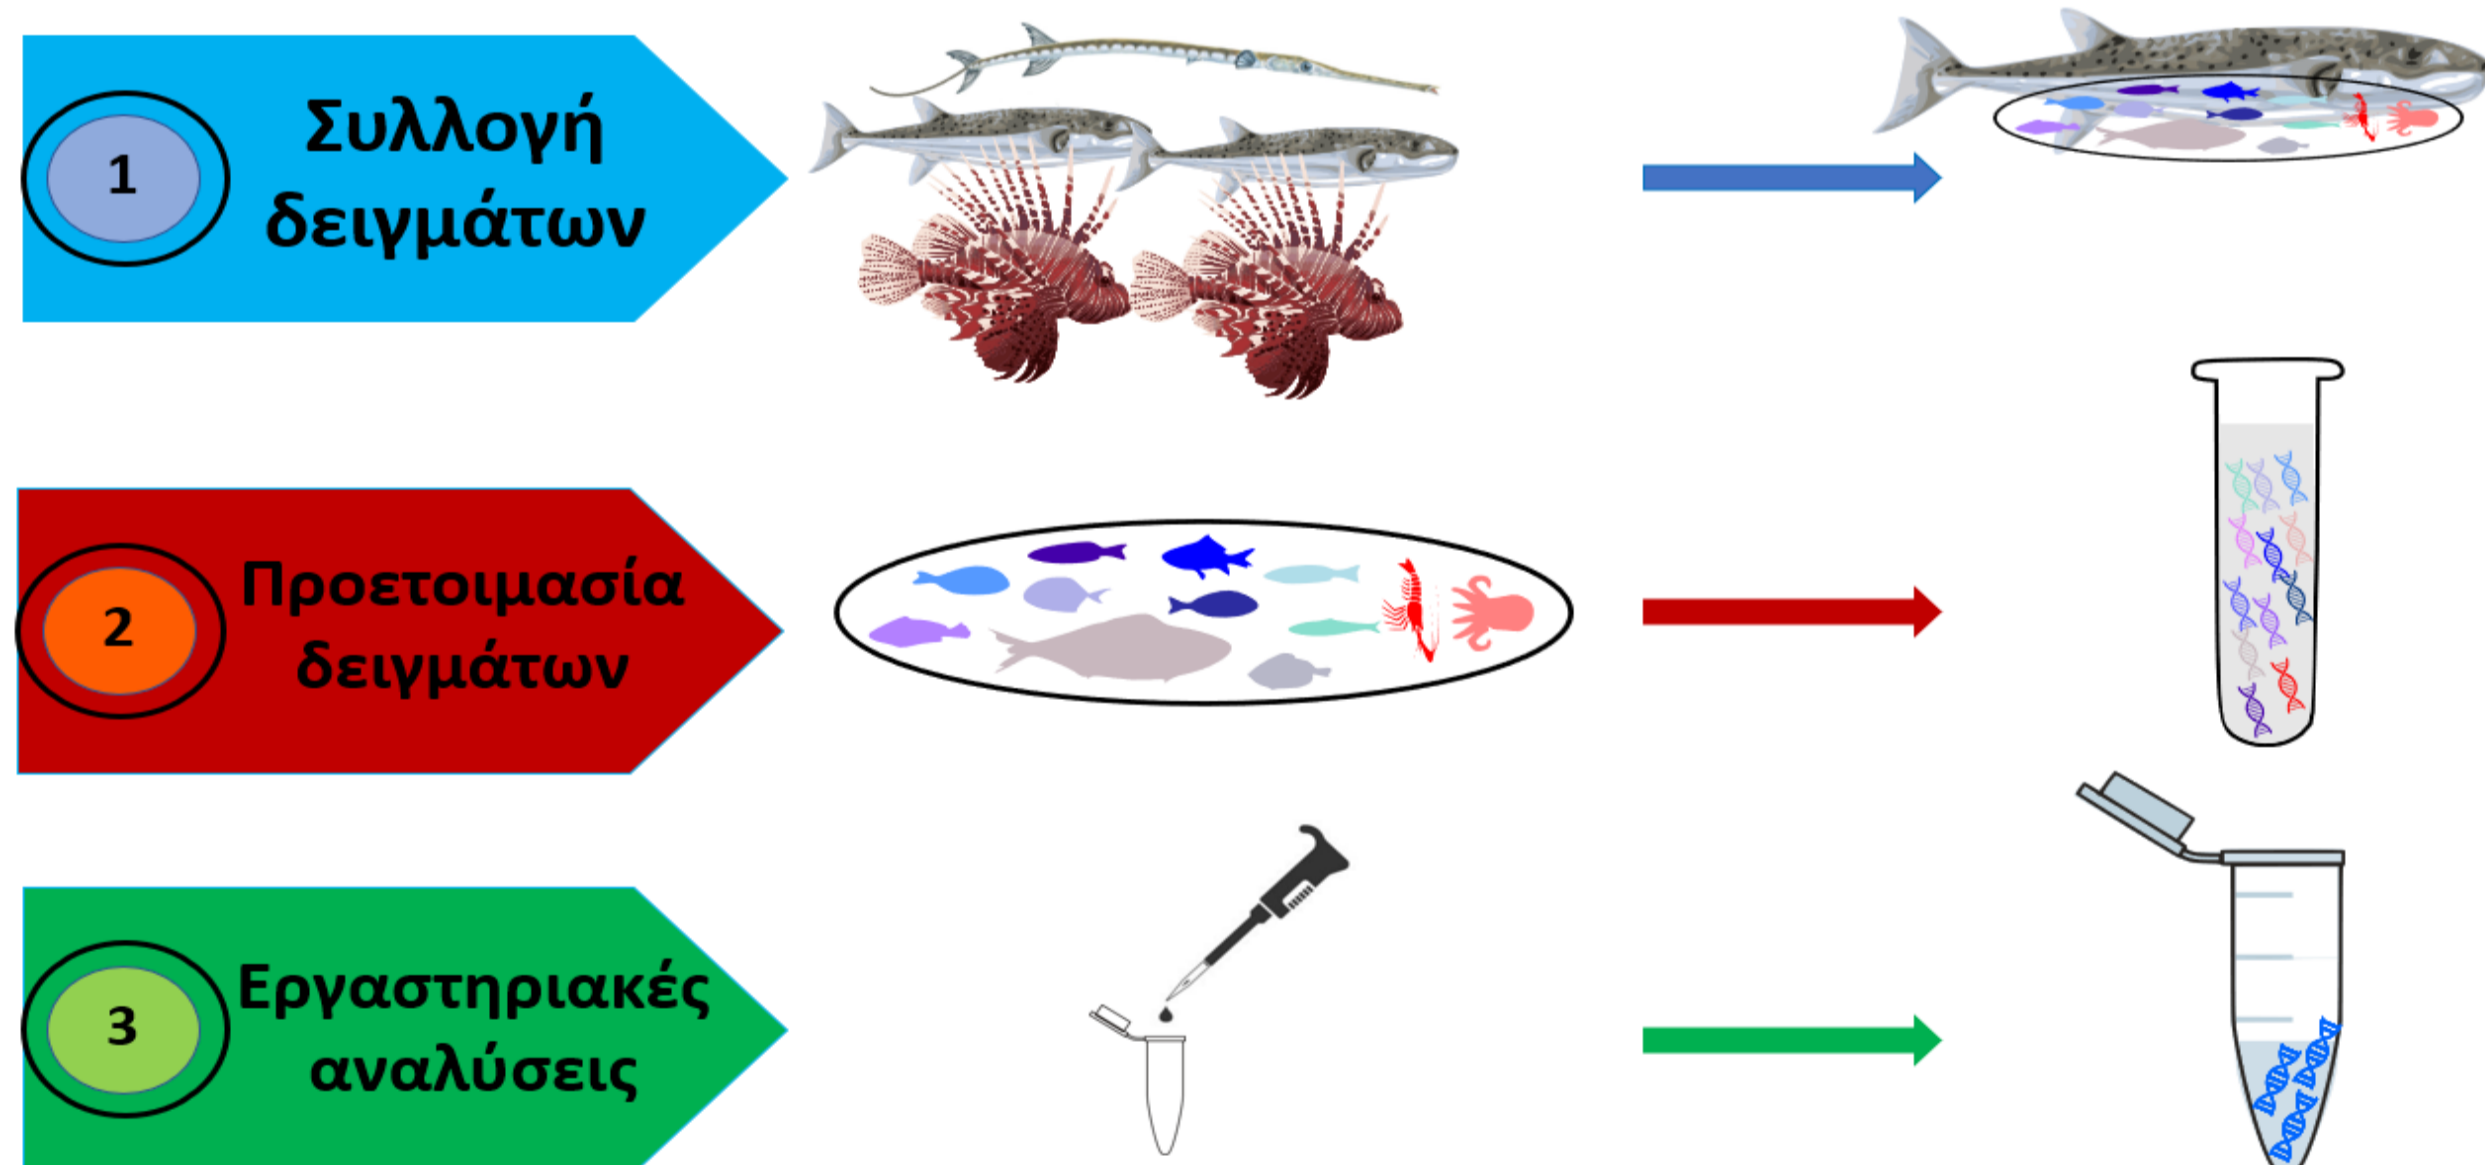 1
Συλλογή
δειγμάτων
2
Προετοιμασία
δειγμάτων
3
Εργαστηριακές
αναλύσεις